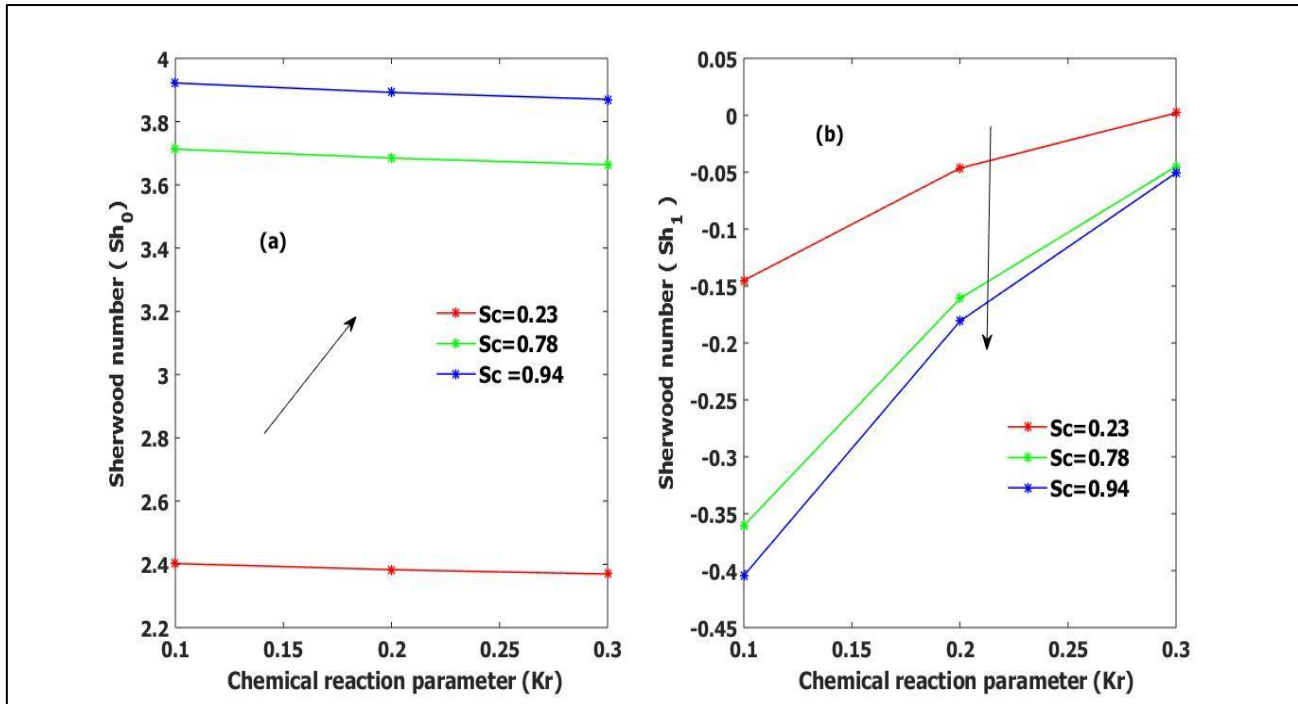 4
3.8
3.6
3.4
3.2
3
2.8
2.6
2.4
2.2
Sherwood number ( Sh0)
(a)
Sc=0.23
Sc=0.78
Sc =0.94
0.1 0.15 0.2 0.25 0.3
Chemical reaction parameter (Kr)
0.05
0
-0.05
-0.1
-0.15
-0.2
-0.25
-0.3
-0.35
-0.4
-0.45
Sherwood number ( Sh1 )
(b)
Sc=0.23
Sc=0.78
Sc=0.94
0.1 0.15 0.2 0.25 0.3
Chemical reaction parameter (Kr)